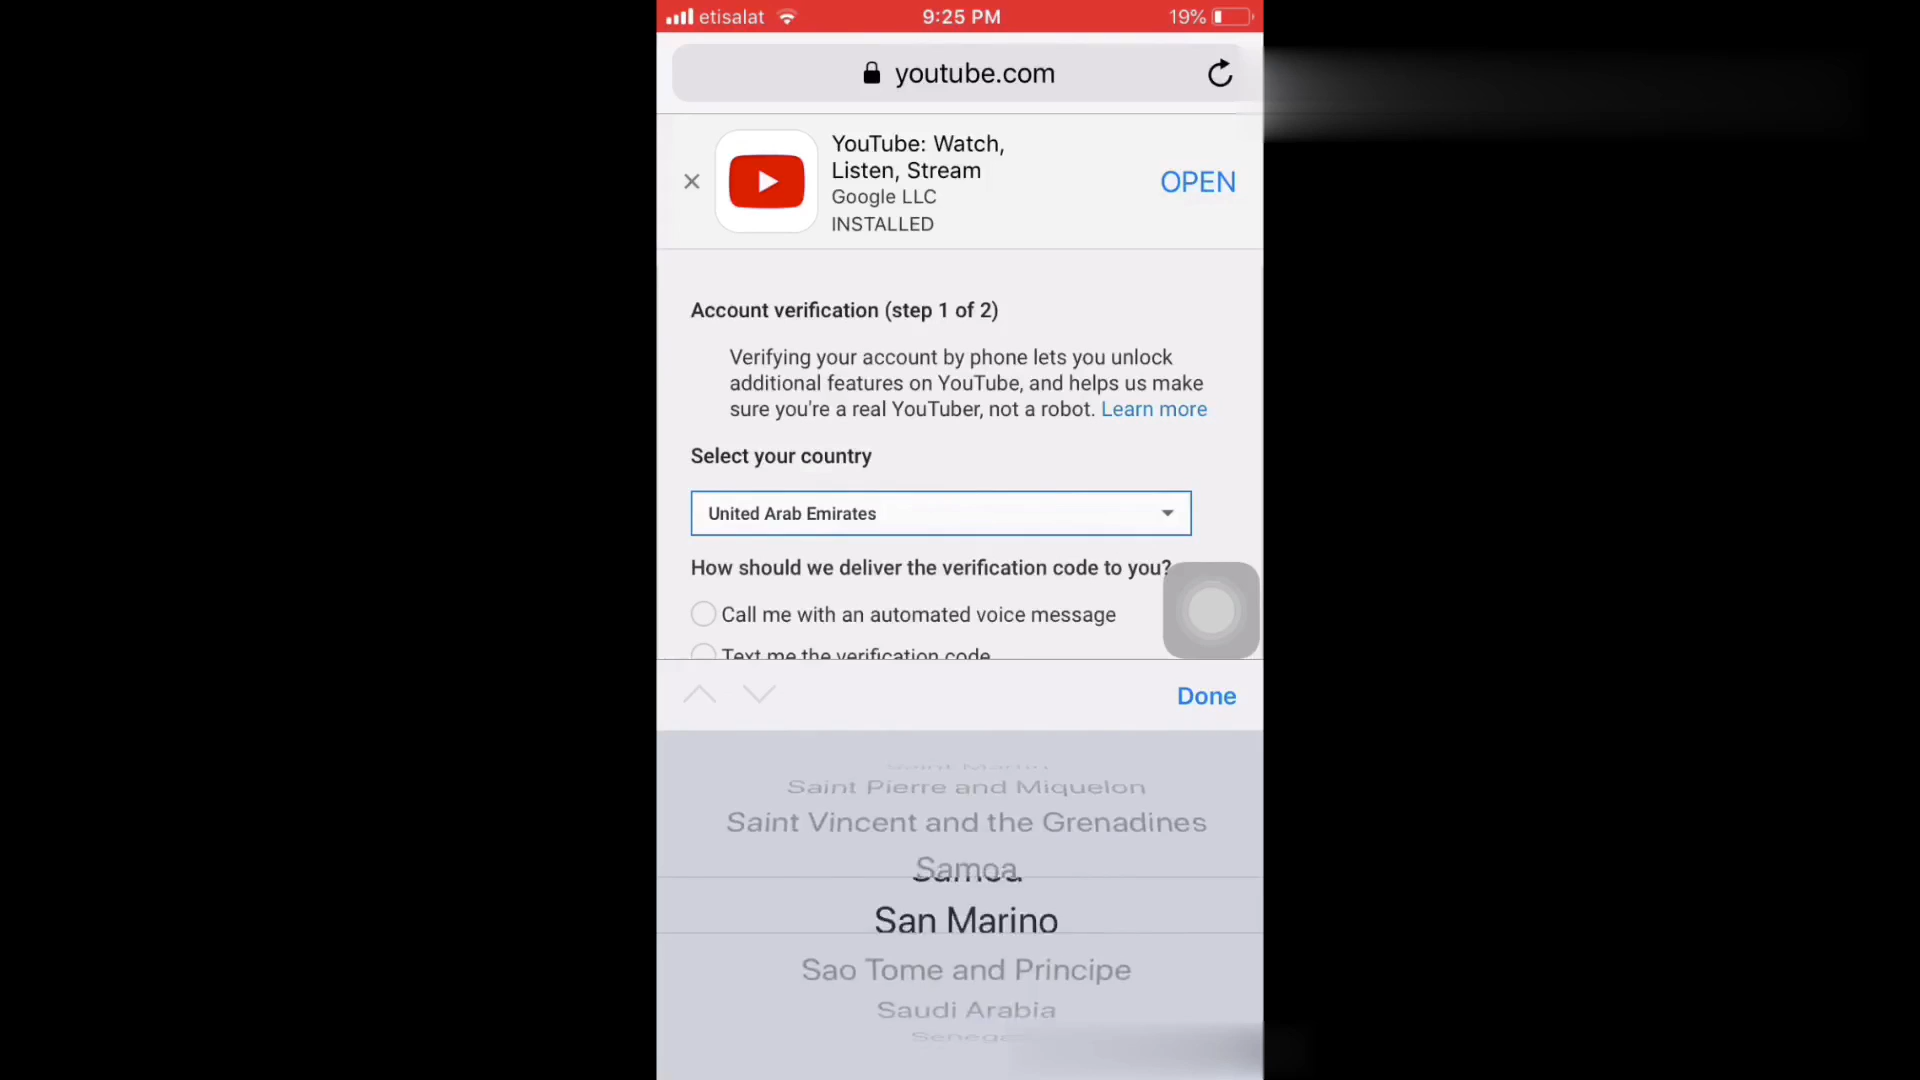 etisalat 9:25 PM 19%
youtube.com
YouTube: Watch,
Listen, Stream
Google LLC
INSTALLED
OPEN
Account verification (step 1 of 2)
Verifying your account by phone lets you unlock
additional features on YouTube, and helps us make
sure you're a real YouTuber, not a robot. Learn more
Select your country
United Arab Emirates
How should we deliver the verification code to you?
Call me with an automated voice message
Text me the verification code
Done
Saint Pierre and Miquelon
Saint Vincent and the Grenadines
Samoa
San Marino
Sao Tome and Principe
Saudi Arabia